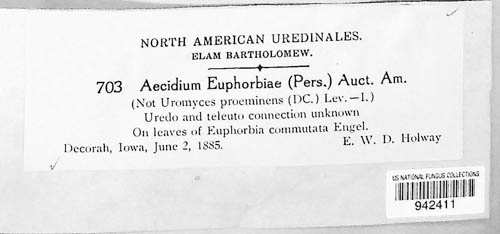 NORTH AMERICAN UREDINALES.
ELAM BARTHOLOMEW.
703 Aecidium Euphorbiae (Pers.) Auct. Am.
(Not Uromyces proeminens (DC.) Lev.—I.)
Uredo and teleuto connection unknown
On leaves of Euphorbia commutata Engel.
Decorah, Iowa, June 2, 1885. E. W. D. Holway
US NATIONAL FUNGUS COLLECTIONS
942411